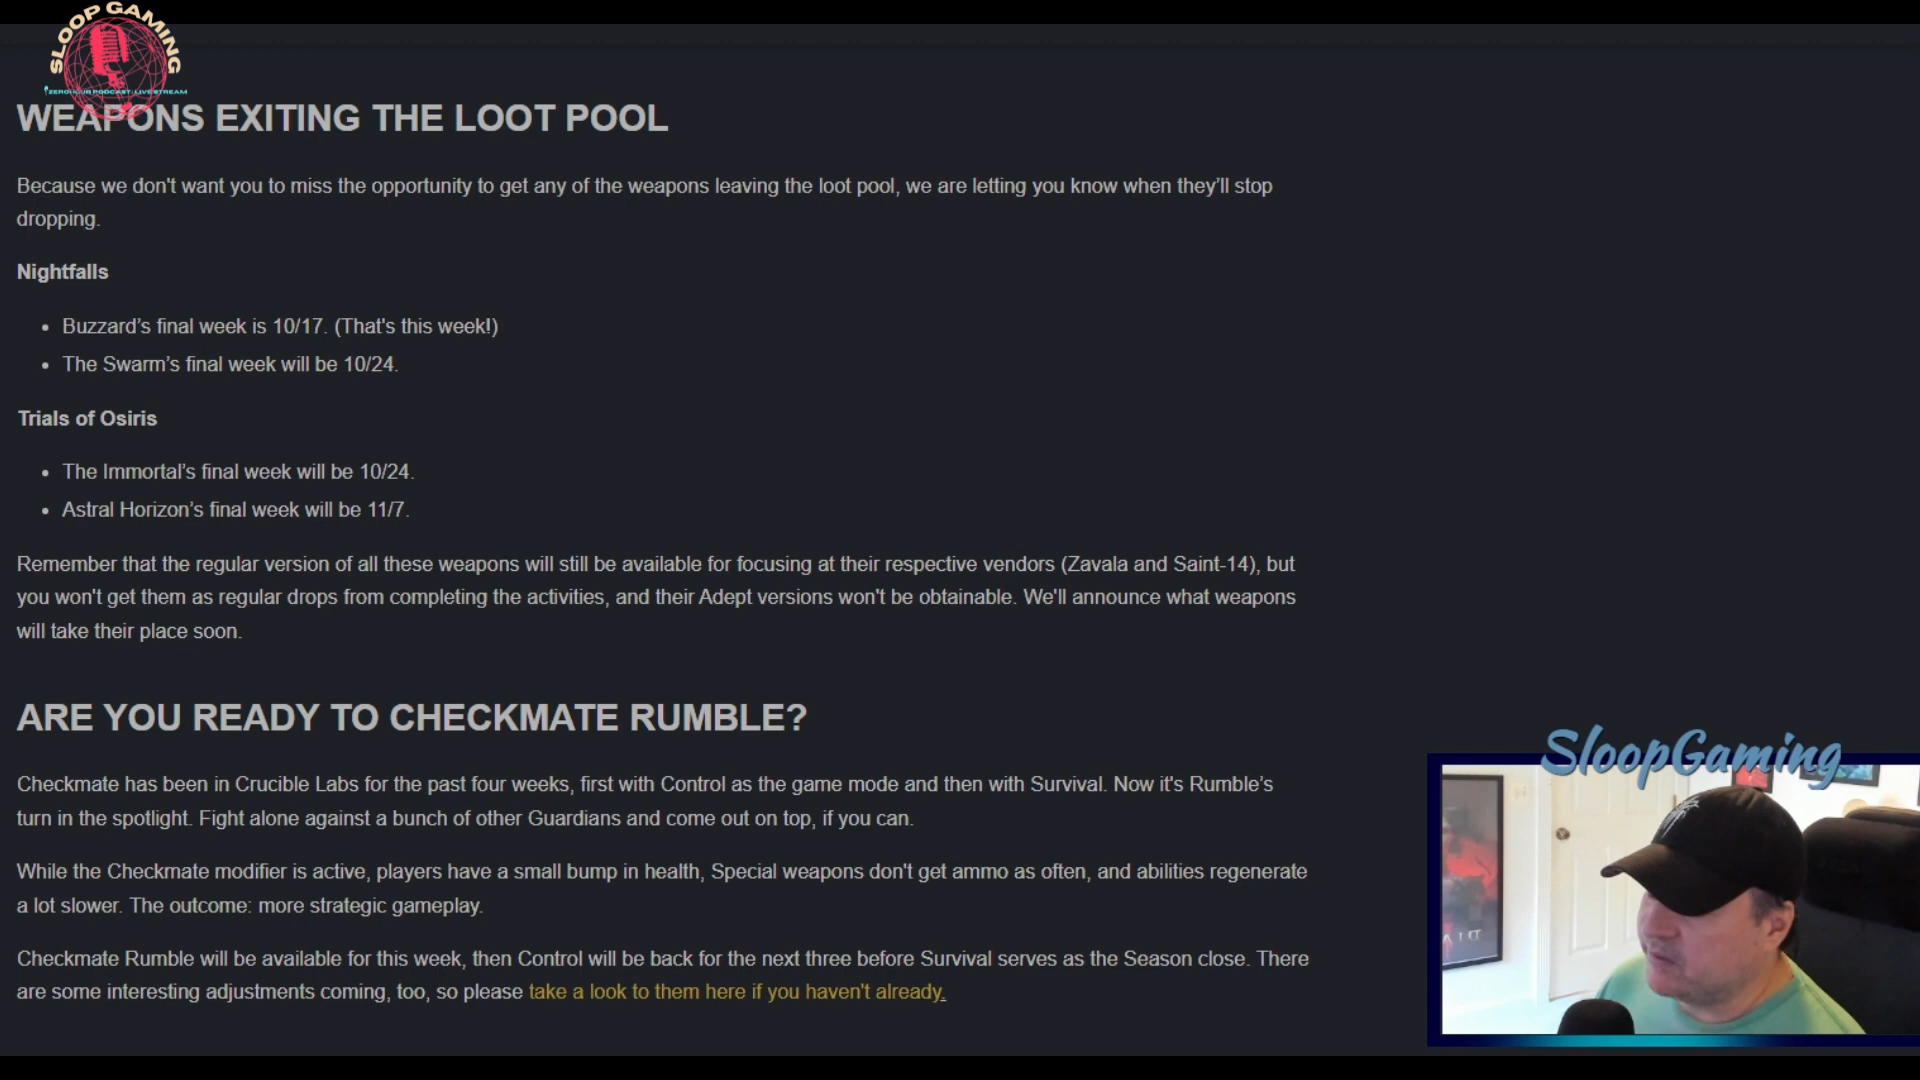 SLOOP GAMING
ZEROHOUR PODCAST: LIVESTREAM
WEAPONS EXITING THE LOOT POOL
Because we don't want you to miss the opportunity to get any of the weapons leaving the loot pool, we are letting you know when they’ll stop
dropping.
Nightfalls
• Buzzard’s final week is 10/17. (That's this week!)
• The Swarm’s final week will be 10/24.
Trials of Osiris
• The Immortal’s final week will be 10/24.
• Astral Horizon’s final week will be 11/7.
Remember that the regular version of all these weapons will still be available for focusing at their respective vendors (Zavala and Saint-14), but
you won't get them as regular drops from completing the activities, and their Adept versions won't be obtainable. We'll announce what weapons
will take their place soon.
ARE YOU READY TO CHECKMATE RUMBLE?
Checkmate has been in Crucible Labs for the past four weeks, first with Control as the game mode and then with Survival. Now it's Rumble’s
turn in the spotlight. Fight alone against a bunch of other Guardians and come out on top, if you can.
While the Checkmate modifier is active, players have a small bump in health, Special weapons don't get ammo as often, and abilities regenerate
a lot slower. The outcome: more strategic gameplay.
Checkmate Rumble will be available for this week, then Control will be back for the next three before Survival serves as the Season close. There
are some interesting adjustments coming, too, so please take a look to them here if you haven't already.
SloopGaming